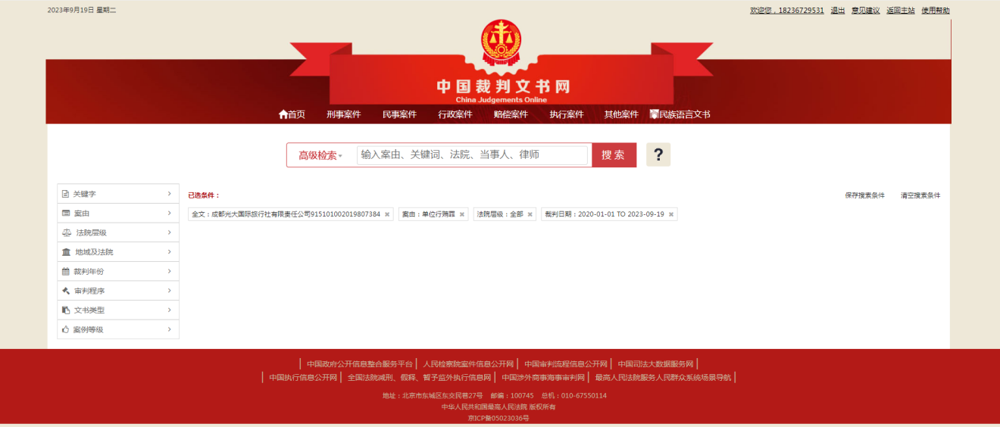 2023年9月19日 星期二
欢迎您，18236729531 退出 意见建议 返回主站 使用帮助
中国裁判文书网
China Judgements Online
首页 刑事案件 民事案件 行政案件 赔偿案件 执行案件 其他案件 民族语言文书
高级检索 输入案由、关键词、法院、当事人、律师 搜索 ?
关键字
案由
法院层级
地域及法院
裁判年份
审判程序
文书类型
案例等级
已选条件： 保存搜索条件 清空搜索条件
全文：成都光大国际旅行社有限责任公司915101002019807384 × 案由：单位行贿罪 × 法院层级：全部 × 裁判日期：2020-01-01 TO 2023-09-19 ×
中国政府公开信息整合服务平台 | 人民检察院案件信息公开网 | 中国审判流程信息公开网 | 中国司法大数据服务网 |
中国执行信息公开网 | 全国法院减刑、假释、暂予监外执行信息网 | 中国涉外商事海事审判网 | 最高人民法院服务人民群众系统场景导航 |
地址：北京市东城区东交民巷27号 邮编：100745 总机：010-67550114
中华人民共和国最高人民法院 版权所有
京ICP备05023036号